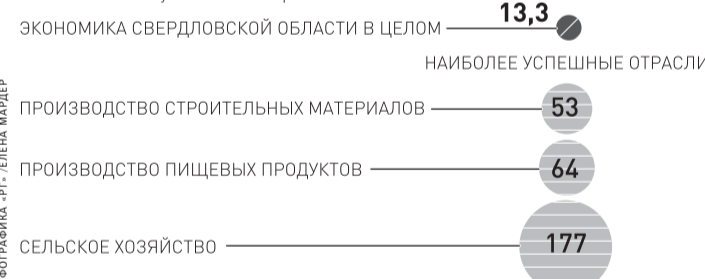 ЭКОНОМИКА СВЕРДЛОВСКОЙ ОБЛАСТИ В ЦЕЛОМ 13,3
НАИБОЛЕЕ УСПЕШНЫЕ ОТРАСЛИ
ПРОИЗВОДСТВО СТРОИТЕЛЬНЫХ МАТЕРИАЛОВ 53
ПРОИЗВОДСТВО ПИЩЕВЫХ ПРОДУКТОВ 64
СЕЛЬСКОЕ ХОЗЯЙСТВО 177
«РГ» /ЕЛЕНА МАРДЕР